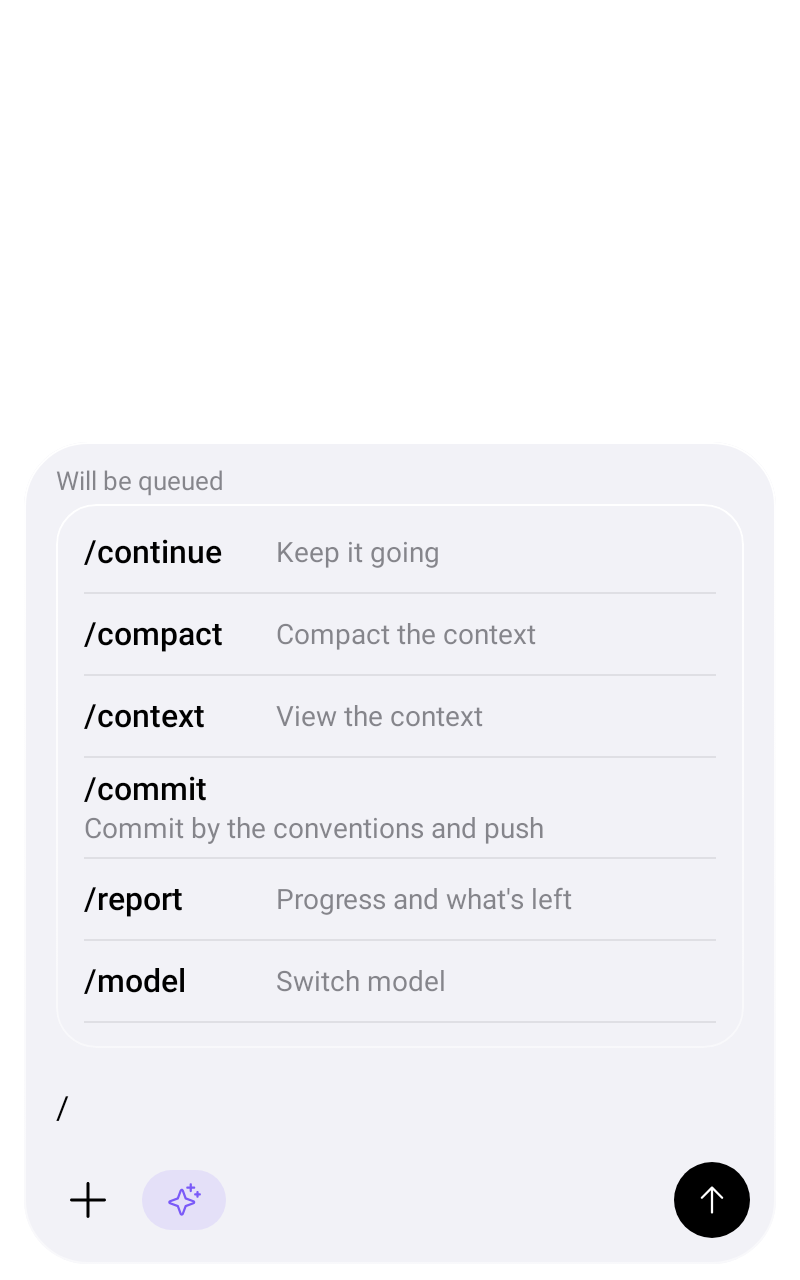 Will be queued
/continue Keep it going
/compact Compact the context
/context View the context
/commit
Commit by the conventions and push
/report Progress and what's left
/model Switch model
/